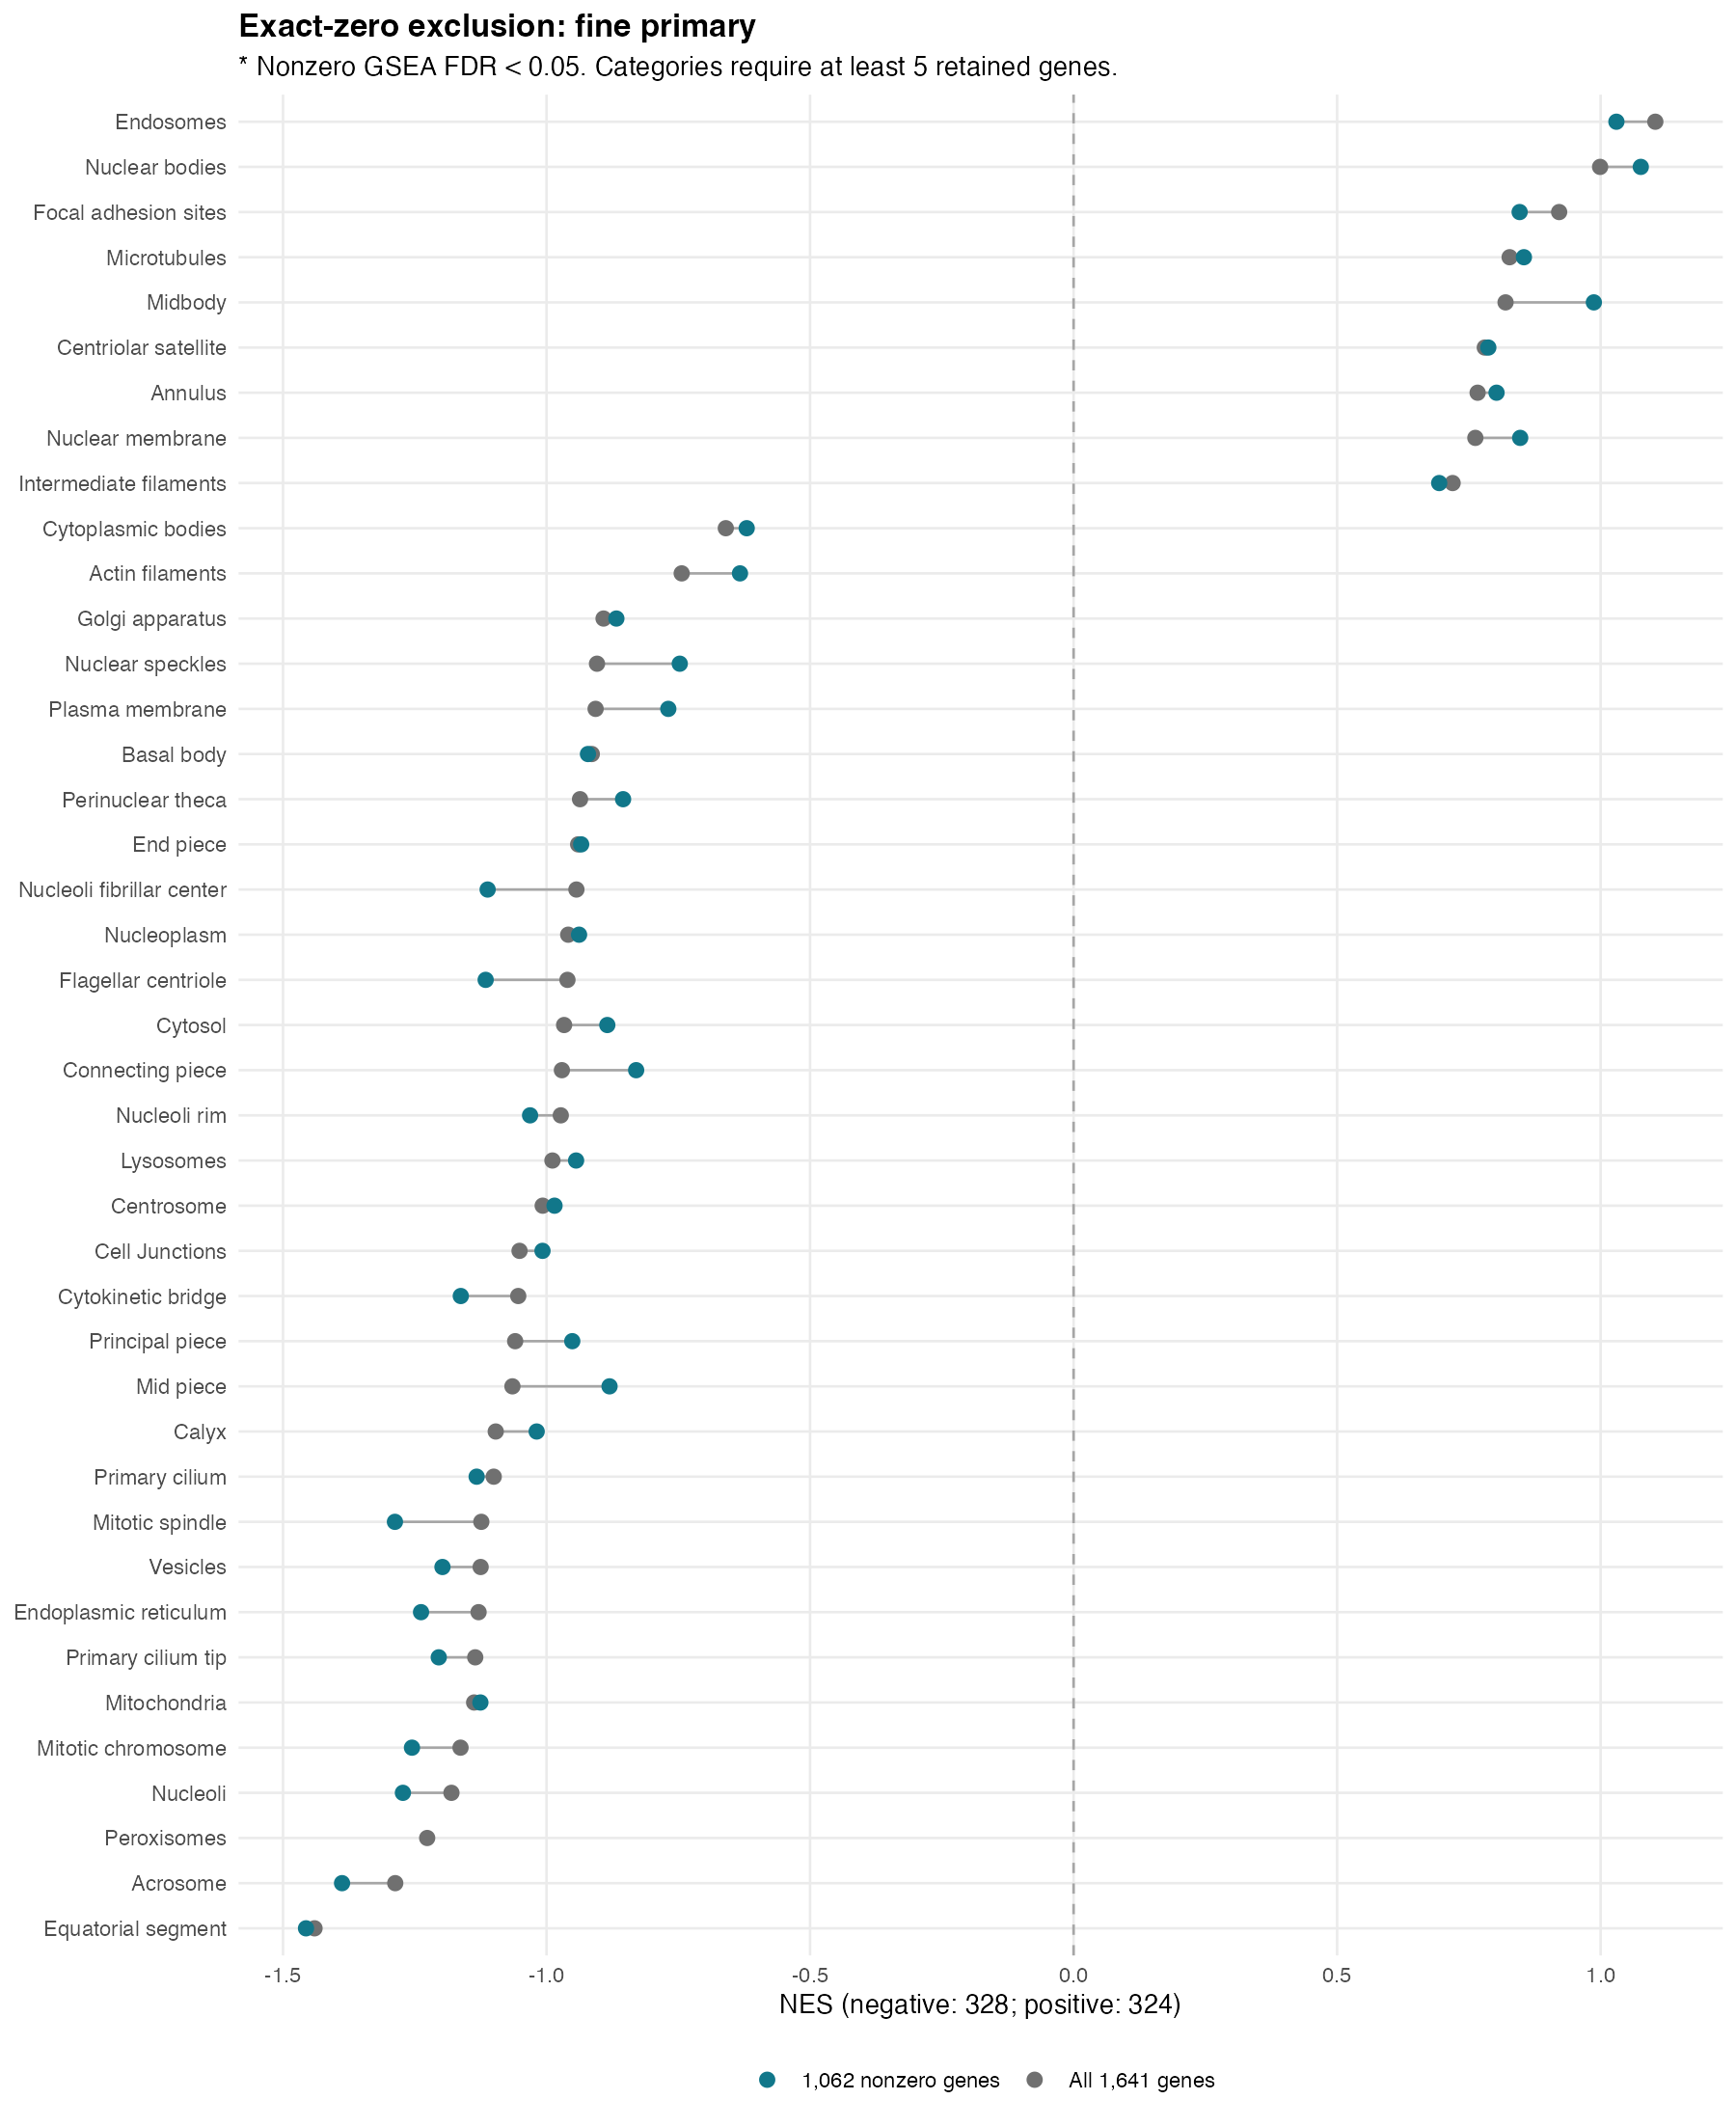 Exact-zero exclusion: fine primary
* Nonzero GSEA FDR < 0.05. Categories require at least 5 retained genes.
Endosomes
Nuclear bodies
Focal adhesion sites
Microtubules
Midbody
Centriolar satellite
Annulus
Nuclear membrane
Intermediate filaments
Cytoplasmic bodies
Actin filaments
Golgi apparatus
Nuclear speckles
Plasma membrane
Basal body
Perinuclear theca
End piece
Nucleoli fibrillar center
Nucleoplasm
Flagellar centriole
Cytosol
Connecting piece
Nucleoli rim
Lysosomes
Centrosome
Cell Junctions
Cytokinetic bridge
Principal piece
Mid piece
Calyx
Primary cilium
Mitotic spindle
Vesicles
Endoplasmic reticulum
Primary cilium tip
Mitochondria
Mitotic chromosome
Nucleoli
Peroxisomes
Acrosome
Equatorial segment
-1.5 -1.0 -0.5 0.0 0.5 1.0
NES (negative: 328; positive: 324)
1,062 nonzero genes All 1,641 genes